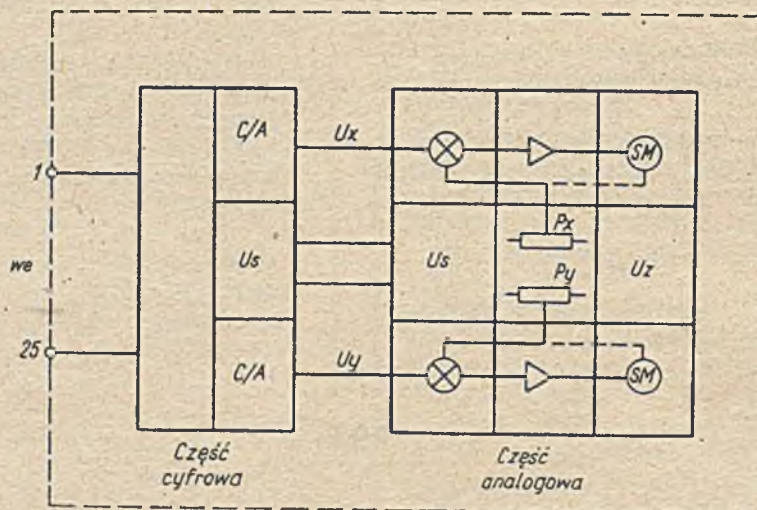 C/A
Ux
SM
1
Px
we
Us
Us
Uz
Py
25
C/A
Uy
SM
Część
cyfrowa
Część
analogowa